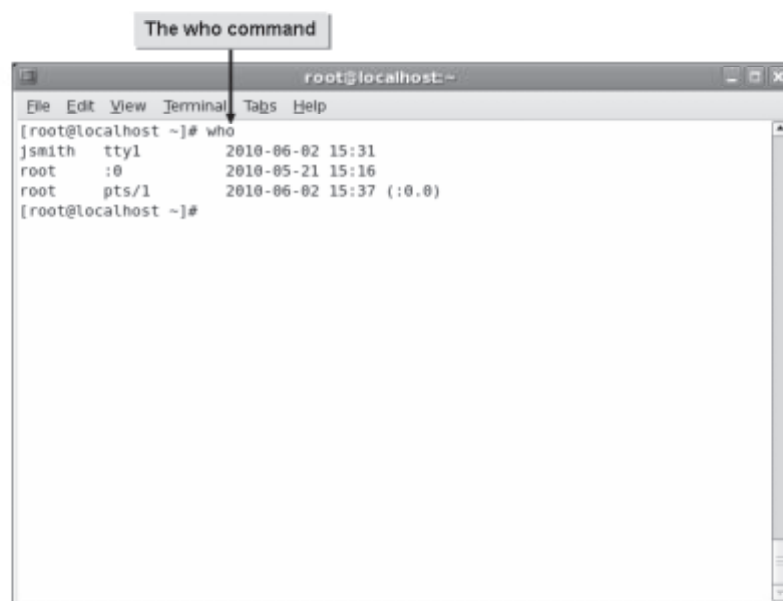 The who command
root@localhost:~
File Edit View Terminal Tabs Help
[root@localhost ~]# who
jsmith tty1 2010-06-02 15:31
root :0 2010-05-21 15:16
root pts/1 2010-06-02 15:37 (:0.0)
[root@localhost ~]#